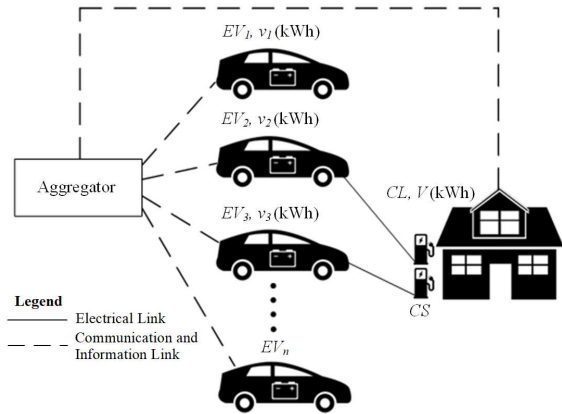 EV1, v1 (kWh)
EV2, v2 (kWh)
Aggregator
CL, V(kWh)
EV3, v3 (kWh)
Legend
Electrical Link
CS
Communication and
Information Link
EVn